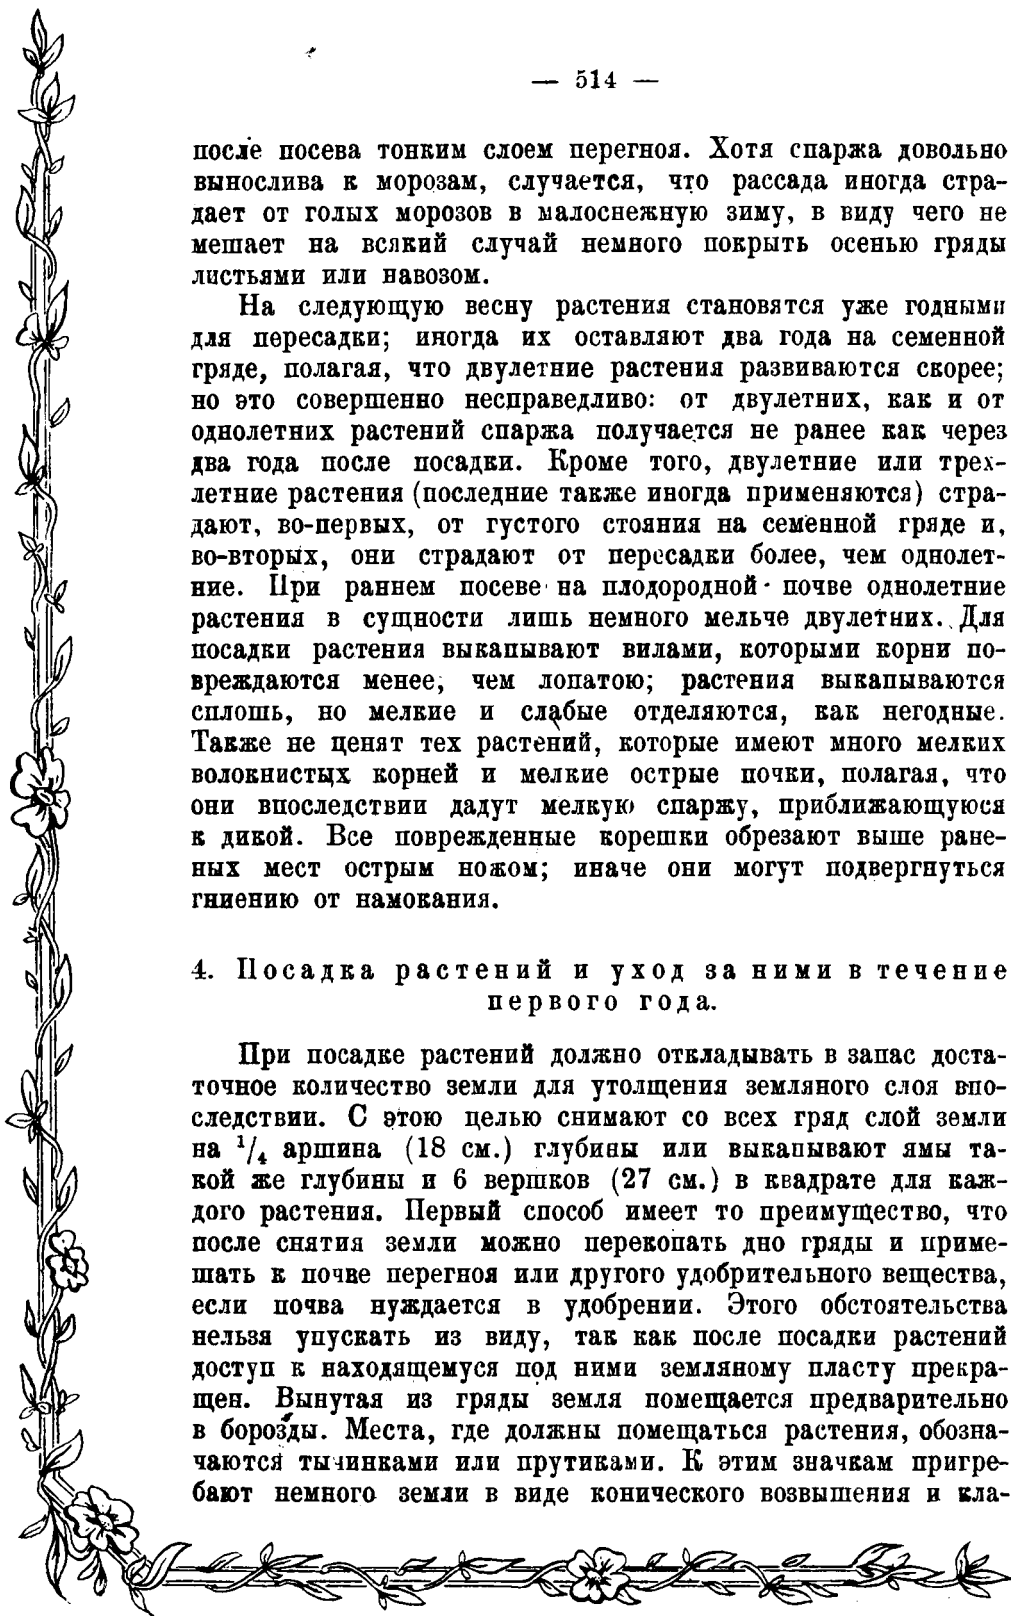 — 514 —
после посева тонким слоем перегноя. Хотя спаржа довольно
вынослива к морозам, случается, что рассада иногда стра-
дает от голых морозов в малоснежную зиму, в виду чего не
мешает на всякий случай немного покрыть осенью гряды
листьями или навозом.
На следующую весну растения становятся уже годными
для пересадки; иногда их оставляют два года на семенной
гряде, полагая, что двулетние растения развиваются скорее;
но это совершенно несправедливо: от двулетних, как и от
однолетних растений спаржа получается не ранее как через
два года после посадки. Кроме того, двулетние или трех-
летние растения (последние также иногда применяются) стра-
дают, во-первых, от густого стояния на семенной гряде и,
во-вторых, они страдают от пересадки более, чем однолет-
ние. При раннем посеве на плодородной почве однолетние
растения в сущности лишь немного мельче двулетних. Для
посадки растения выкапывают вилами, которыми корни по-
вреждаются менее, чем лопатою; растения выкапываются
сплошь, но мелкие и слабые отделяются, как негодные.
Также не ценят тех растений, которые имеют много мелких
волокнистых корней и мелкие острые почки, полагая, что
они впоследствии дадут мелкую спаржу, приближающуюся
к дикой. Все поврежденные корешки обрезают выше ране-
ных мест острым ножом; иначе они могут подвергнуться
гниению от намокания.
4. Посадка растений и уход за ними в течение
первого года.
При посадке растений должно откладывать в запас доста-
точное количество земли для утолщения земляного слоя впо-
следствии. С этою целью снимают со всех гряд слой земли
на 1/4 аршина (18 см.) глубины или выкапывают ямы та-
кой же глубины и 6 вершков (27 см.) в квадрате для каж-
дого растения. Первый способ имеет то преимущество, что
после снятия земли можно перекопать дно гряды и приме-
шать к почве перегноя или другого удобрительного вещества,
если почва нуждается в удобрении. Этого обстоятельства
нельзя упускать из виду, так как после посадки растений
доступ к находящемуся под ними земляному пласту прекра-
щен. Вынутая из гряды земля помещается предварительно
в борозды. Места, где должны помещаться растения, обозна-
чаются тычинками или прутиками. К этим значкам пригре-
бают немного земли в виде конического возвышения и кла-